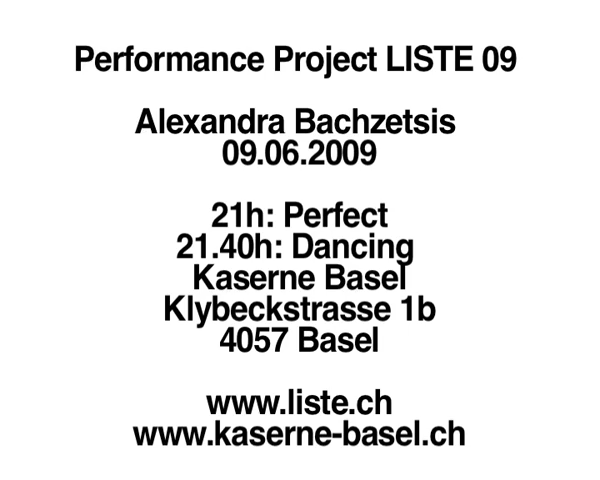 Performance Project LISTE 09
Alexandra Bachzetsis
09.06.2009
21h: Perfect
21.40h: Dancing
Kaserne Basel
Klybeckstrasse 1b
4057 Basel
www.liste.ch
www.kaserne-basel.ch